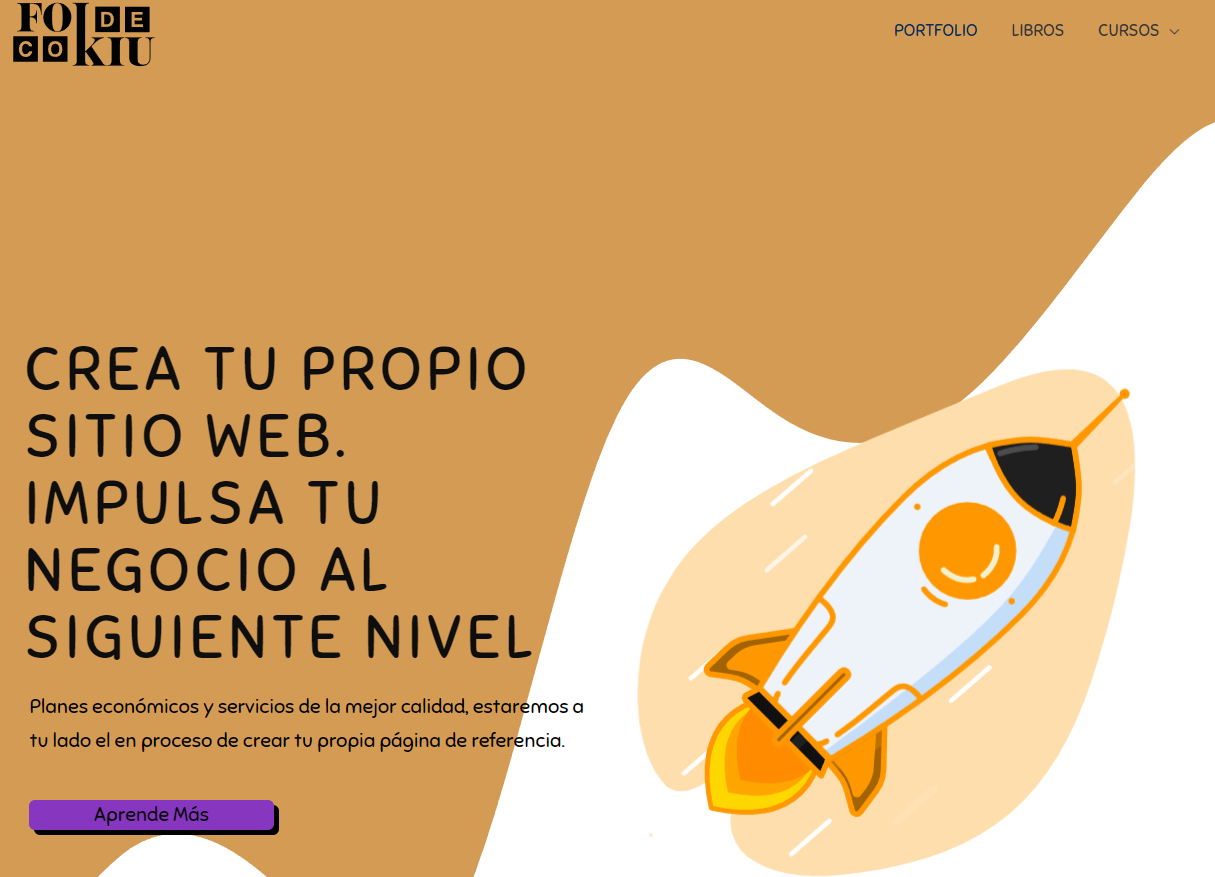 FOL DE
CO KIU
PORTFOLIO LIBROS CURSOS
CREA TU PROPIO
SITIO WEB.
IMPULSA TU
NEGOCIO AL
SIGUIENTE NIVEL
Planes económicos y servicios de la mejor calidad, estaremos a
tu lado el en proceso de crear tu propia página de referencia.
Aprende Más